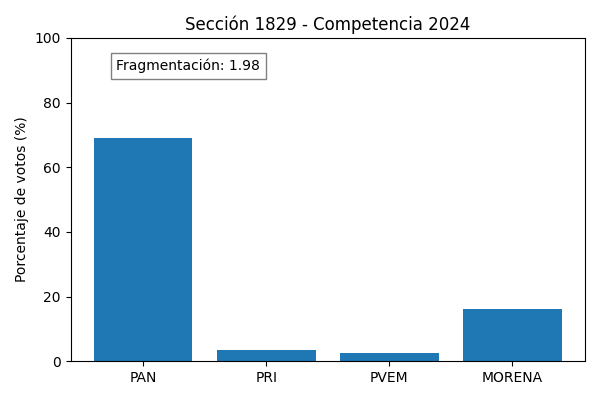 Sección 1829 - Competencia 2024
Fragmentación: 1.98
Porcentaje de votos (%)
100
80
60
40
20
0
PAN PRI PVEM MORENA